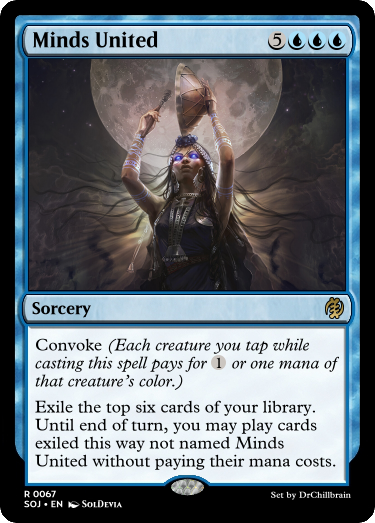 Minds United
5
Sorcery
Convoke (Each creature you tap while
casting this spell pays for 1 or one mana of
that creature's color.)
Exile the top six cards of your library.
Until end of turn, you may play cards
exiled this way not named Minds
United without paying their mana costs.
R 0067
SOJ • EN SolDevia
Set by DrChillbrain